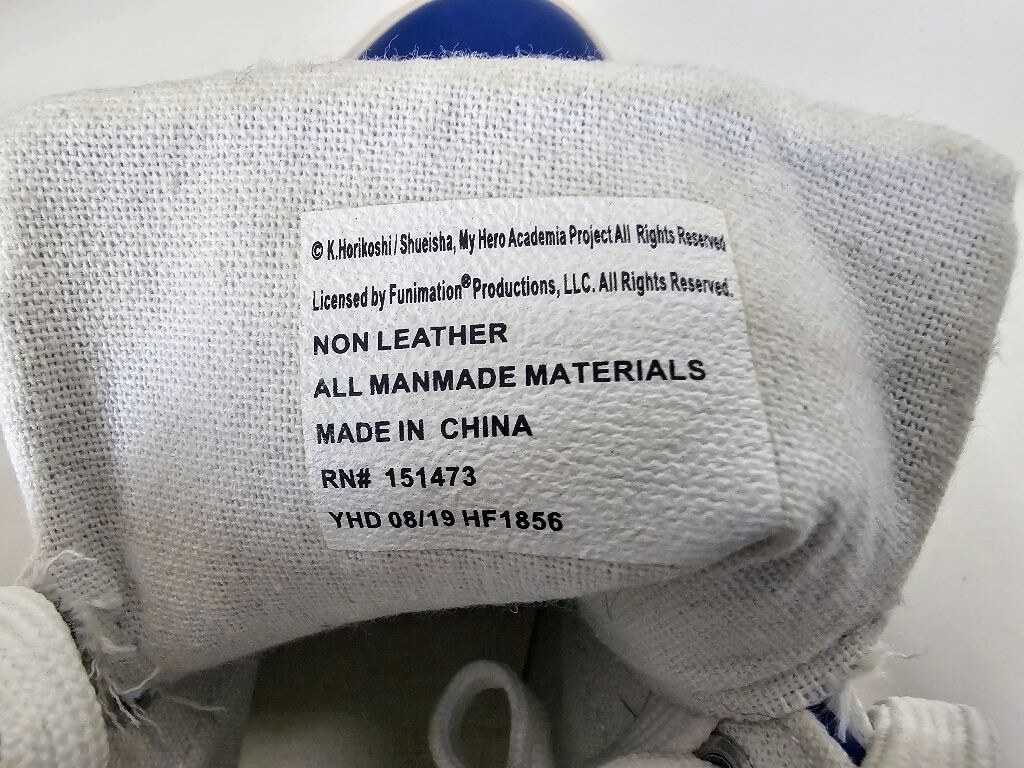 © K.Horikoshi / Shueisha, My Hero Academia Project All Rights Reserved
Licensed by Funimation® Productions, LLC. All Rights Reserved.
NON LEATHER
ALL MANMADE MATERIALS
MADE IN CHINA
RN# 151473
YHD 08/19 HF1856